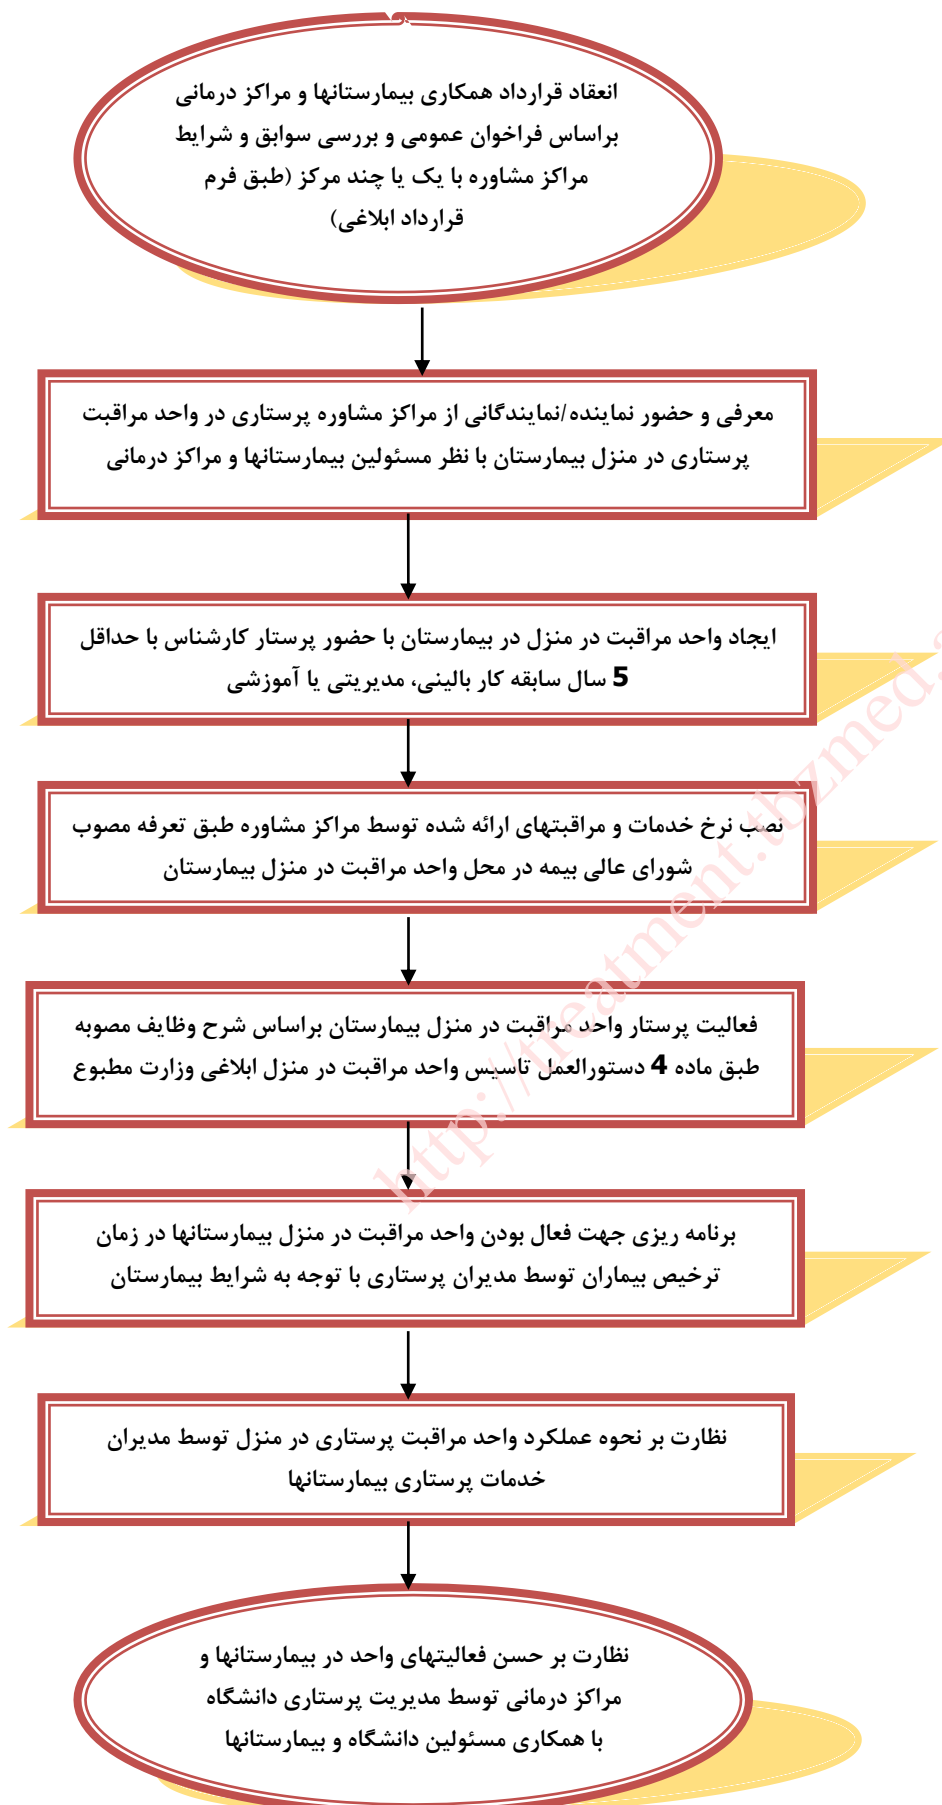 انعقاد قرارداد همکاری بیمارستانها و مراکز درمانی
براساس فراخوان عمومی و بررسی سوابق و شرایط
مراکز مشاوره با یک یا چند مرکز (طبق فرم
قرارداد ابلاغی)
معرفی و حضور نماینده/نمایندگانی از مراکز مشاوره پرستاری در واحد مراقبت
پرستاری در منزل بیمارستان با نظر مسئولین بیمارستانها و مراکز درمانی
ایجاد واحد مراقبت در منزل در بیمارستان با حضور پرستار کارشناس با حداقل
5 سال سابقه کار بالینی، مدیریتی یا آموزشی
نصب نرخ خدمات و مراقبتهای ارائه شده توسط مراکز مشاوره طبق تعرفه مصوب
شورای عالی بیمه در محل واحد مراقبت در منزل بیمارستان
فعالیت پرستار واحد مراقبت در منزل بیمارستان براساس شرح وظایف مصوبه
طبق ماده 4 دستورالعمل تاسیس واحد مراقبت در منزل ابلاغی وزارت مطبوع
برنامه ریزی جهت فعال بودن واحد مراقبت در منزل بیمارستانها در زمان
ترخیص بیماران توسط مدیران پرستاری با توجه به شرایط بیمارستان
نظارت بر نحوه عملکرد واحد مراقبت پرستاری در منزل توسط مدیران
خدمات پرستاری بیمارستانها
نظارت بر حسن فعالیتهای واحد در بیمارستانها و
مراکز درمانی توسط مدیریت پرستاری دانشگاه
با همکاری مسئولین دانشگاه و بیمارستانها
http://treatment.tbzmed.a